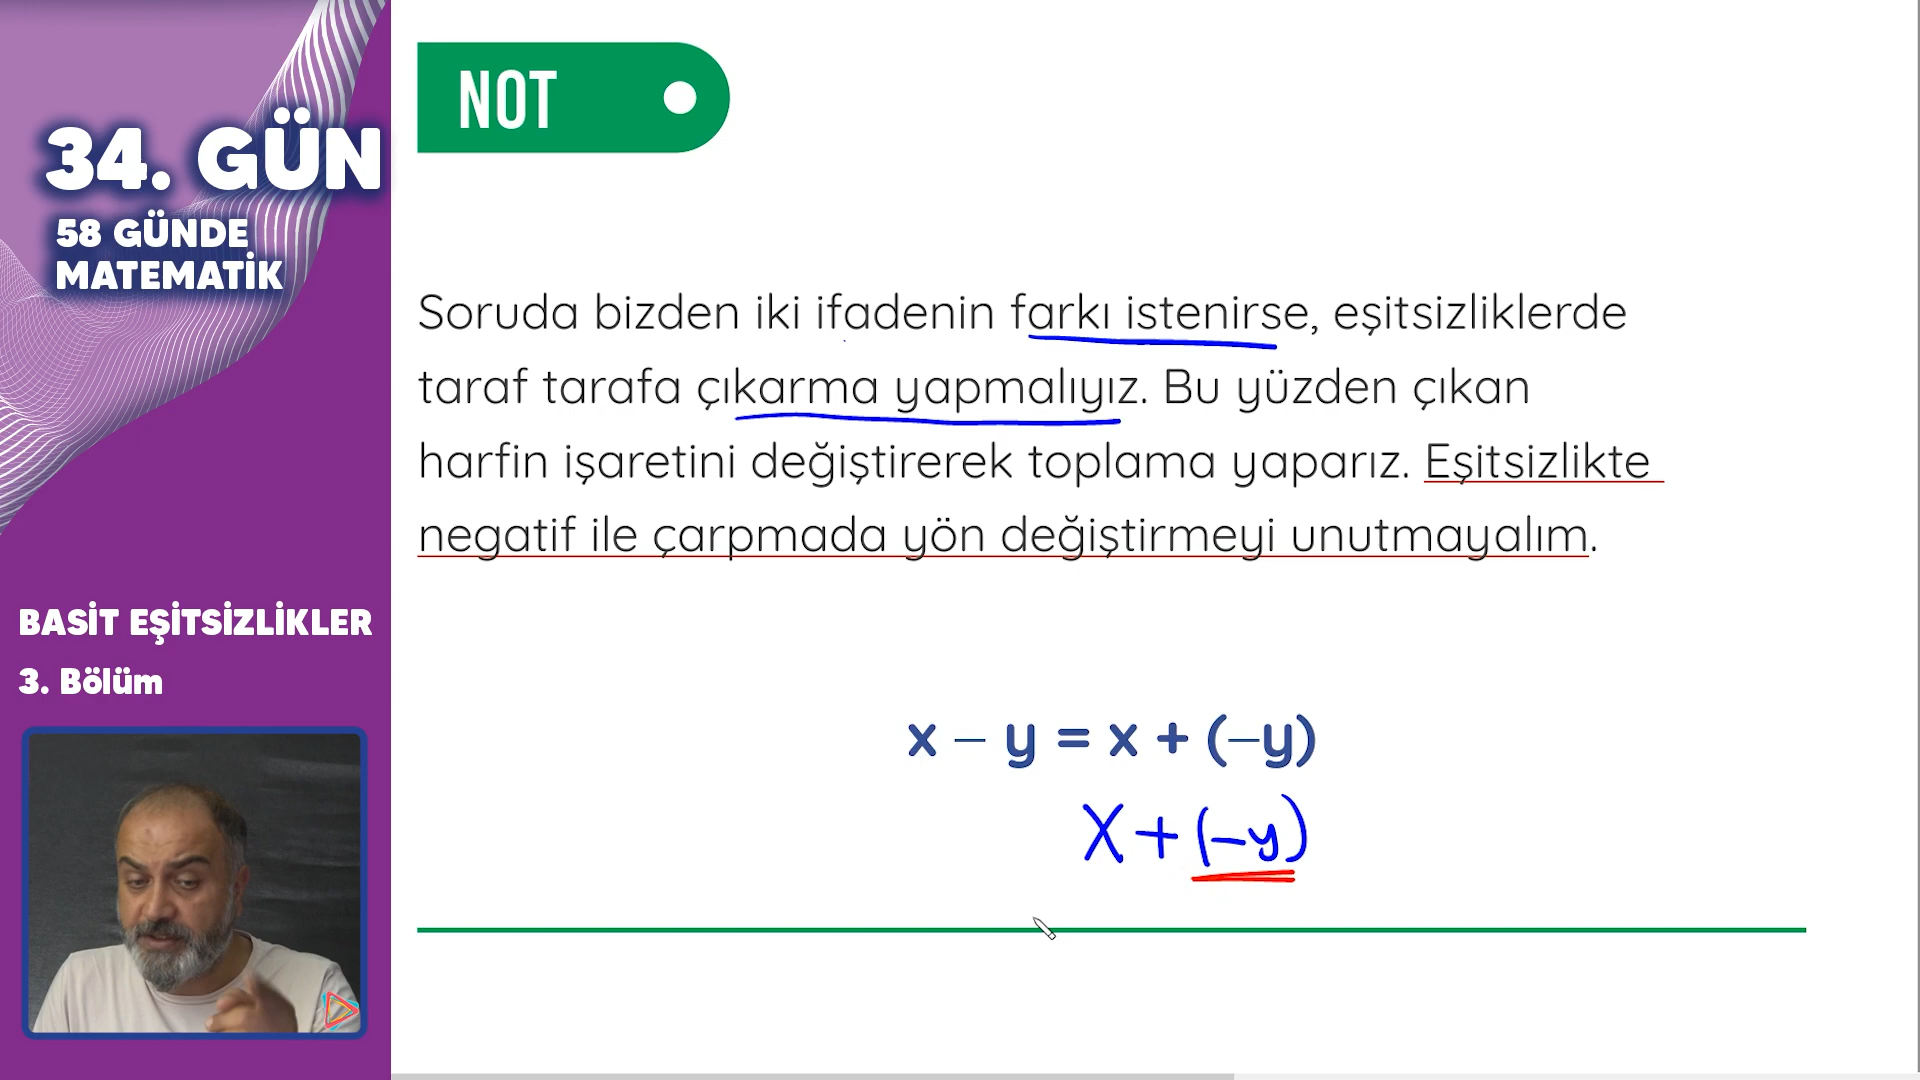 34. GÜN
58 GÜNDE
MATEMATİK
BASİT EŞİTSİZLİKLER
3. Bölüm
NOT
Soruda bizden iki ifadenin farkı istenirse, eşitsizliklerde
taraf tarafa çıkarma yapmalıyız. Bu yüzden çıkan
harfin işaretini değiştirerek toplama yaparız. Eşitsizlikte
negatif ile çarpmada yön değiştirmeyi unutmayalım.
x – y = x + (–y)
X + (-y)